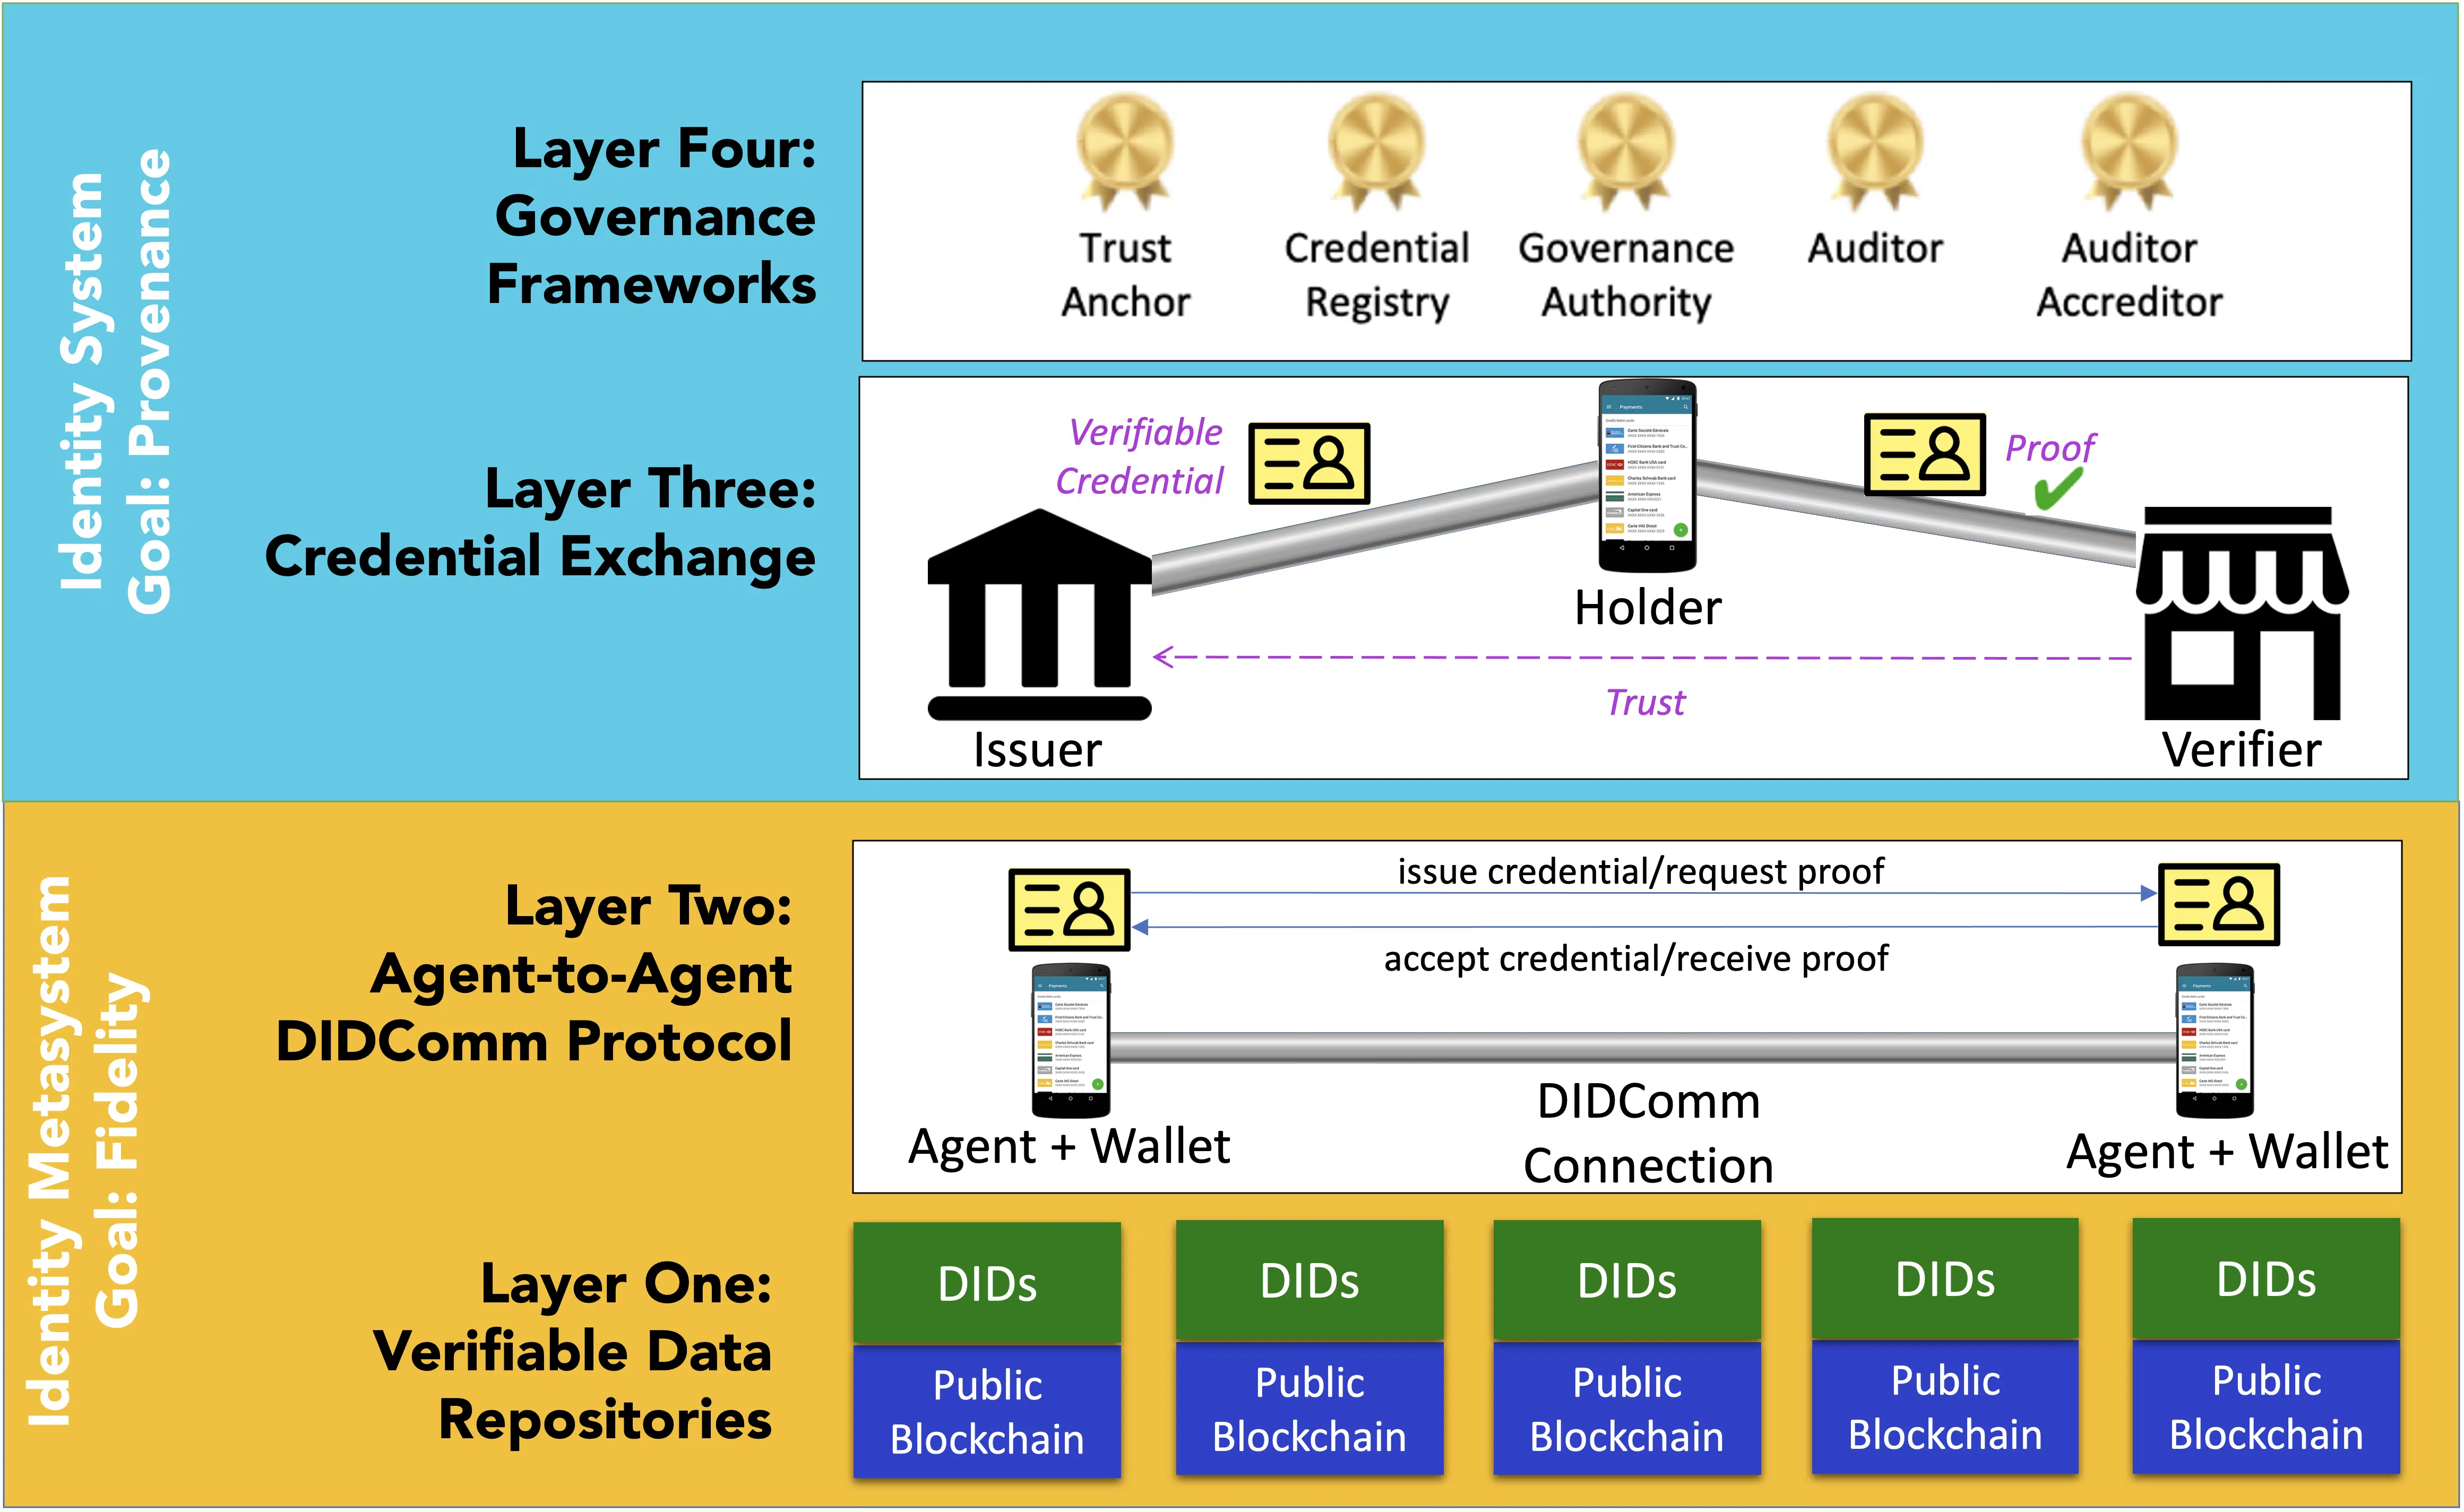 Identity System
Goal: Provenance
Layer Four:
Governance
Frameworks
Trust
Anchor
Credential
Registry
Governance
Authority
Auditor
Auditor
Accreditor
Layer Three:
Credential Exchange
Verifiable
Credential
Payments
Proof
Holder
Trust
Issuer
Verifier
Identity Metasystem
Goal: Fidelity
Layer Two:
Agent-to-Agent
DIDComm Protocol
issue credential/request proof
accept credential/receive proof
Payments
Payments
DIDComm
Connection
Agent + Wallet
Agent + Wallet
Layer One:
Verifiable Data
Repositories
DIDs
DIDs
DIDs
DIDs
DIDs
Public
Blockchain
Public
Blockchain
Public
Blockchain
Public
Blockchain
Public
Blockchain